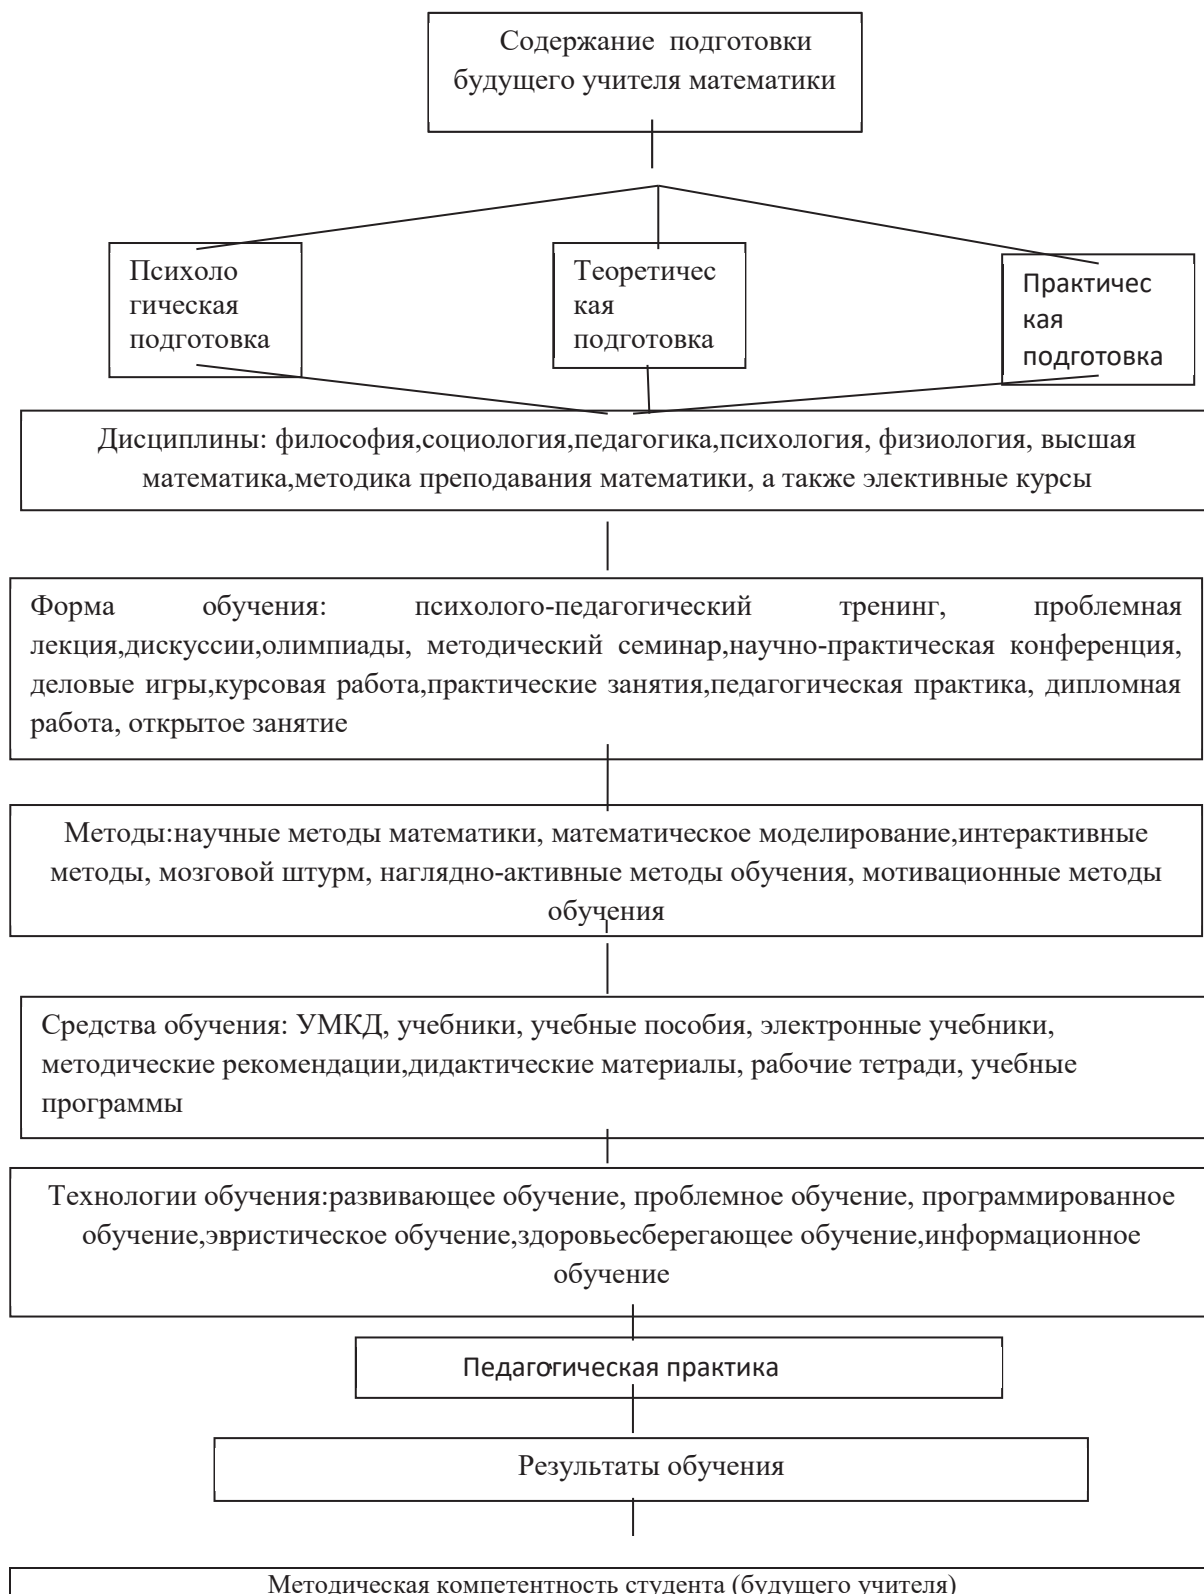 Содержание подготовки
будущего учителя математики
Психоло
гическая
подготовка
Теоретичес
кая
подготовка
Практичес
кая
подготовка
Дисциплины: философия,социология,педагогика,психология, физиология, высшая
математика,методика преподавания математики, а также элективные курсы
Форма обучения: психолого-педагогический тренинг, проблемная
лекция,дискуссии,олимпиады, методический семинар,научно-практическая конференция,
деловые игры,курсовая работа,практические занятия,педагогическая практика, дипломная
работа, открытое занятие
Методы:научные методы математики, математическое моделирование,интерактивные
методы, мозговой штурм, наглядно-активные методы обучения, мотивационные методы
обучения
Средства обучения: УМКД, учебники, учебные пособия, электронные учебники,
методические рекомендации,дидактические материалы, рабочие тетради, учебные
программы
Технологии обучения:развивающее обучение, проблемное обучение, программированное
обучение,эвристическое обучение,здоровьесберегающее обучение,информационное
обучение
Педагогическая практика
Результаты обучения
Методическая компетентность студента (будущего учителя)